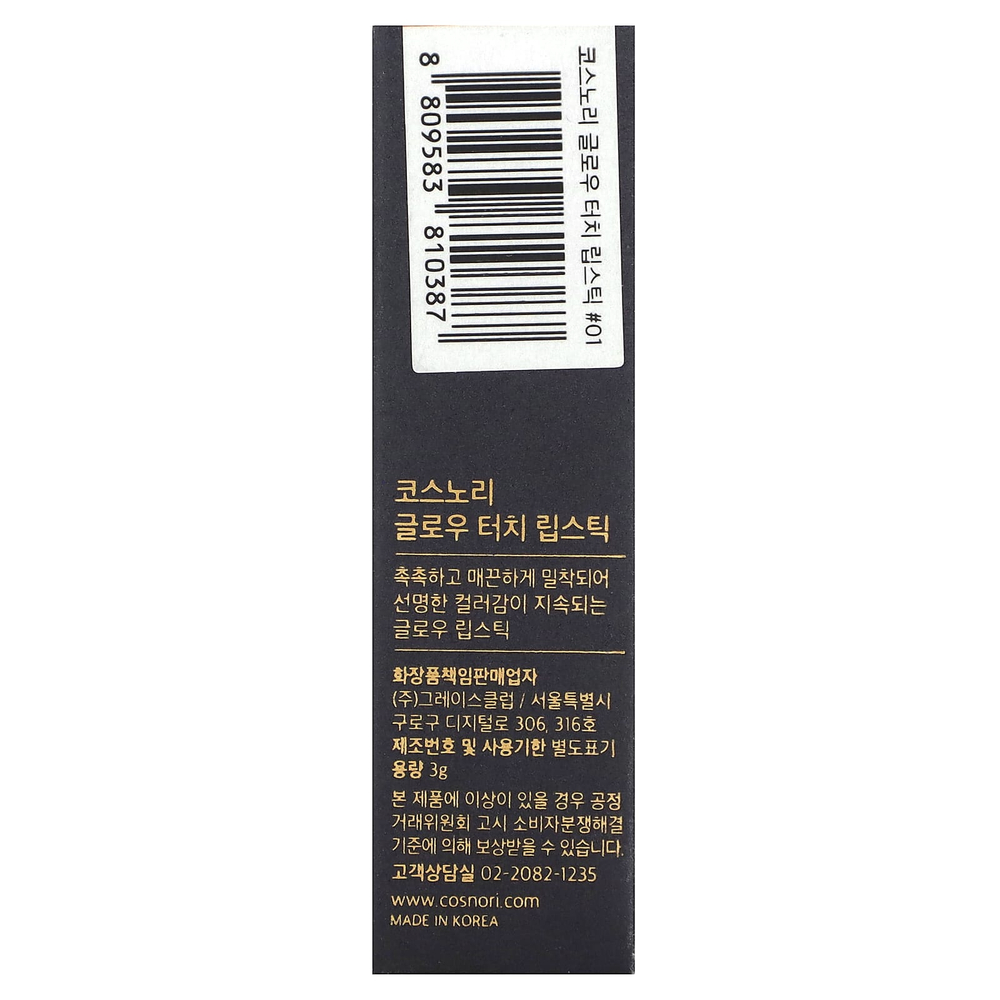 코스노리 글로우 터치 립스틱 #01
8 809583 810387
코스노리
글로우 터치 립스틱
촉촉하고 매끈하게 밀착되어
선명한 컬러감이 지속되는
글로우 립스틱
화장품책임판매업자
(주)그레이스클럽 / 서울특별시
구로구 디지털로 306, 316호
제조번호 및 사용기한 별도표기
용량 3g
본 제품에 이상이 있을 경우 공정
거래위원회 고시 소비자분쟁해결
기준에 의해 보상받을 수 있습니다.
고객상담실 02-2082-1235
www.cosnori.com
MADE IN KOREA